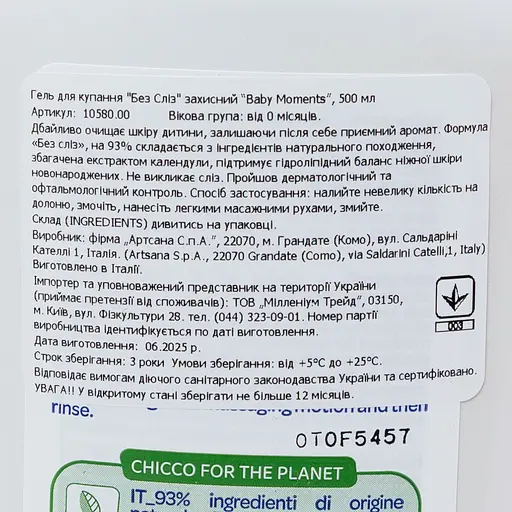 Гель для купання "Без Сліз" захисний "Baby Moments", 500 мл
Артикул: 10580.00 Вікова група: від 0 місяців.
Дбайливо очищає шкіру дитини, залишаючи після себе приємний аромат. Формула
«Без сліз», на 93% складається з інгредієнтів натурального походження,
збагачена екстрактом календули, підтримує гідроліпідний баланс ніжної шкіри
новонароджених. Не викликає сліз. Пройшов дерматологічний та
офтальмологічний контроль. Спосіб застосування: налийте невелику кількість на
долоню, змочіть, нанесіть легкими масажними рухами, змийте.
Склад (INGREDIENTS) дивитись на упаковці.
Виробник: фірма „Артсана С.п.А.", 22070, м. Грандате (Комо), вул. Сальдаріні
Кателлі 1, Італія. (Artsana S.p.A., 22070 Grandate (Como), via Saldarini Catelli,1, Italy)
Виготовлено в Італії.
Імпортер та уповноважений представник на території України
(приймає претензії від споживачів): ТОВ „Мілленіум Трейд", 03150,
м. Київ, вул. Фізкультури 28. тел. (044) 323-09-01. Номер партії
виробництва ідентифікується по даті виготовлення.
003
Дата виготовлення: 06.2025 р.
Строк зберігання: 3 роки Умови зберігання: від +5°С до +25°С.
Відповідає вимогам діючого санітарного законодавства України та сертифіковано.
УВАГА!! У відкритому стані зберігати не більше 12 місяців.
motion and then
rinse.
OTOF5457
CHICCO FOR THE PLANET
IT_93% ingredienti di origine